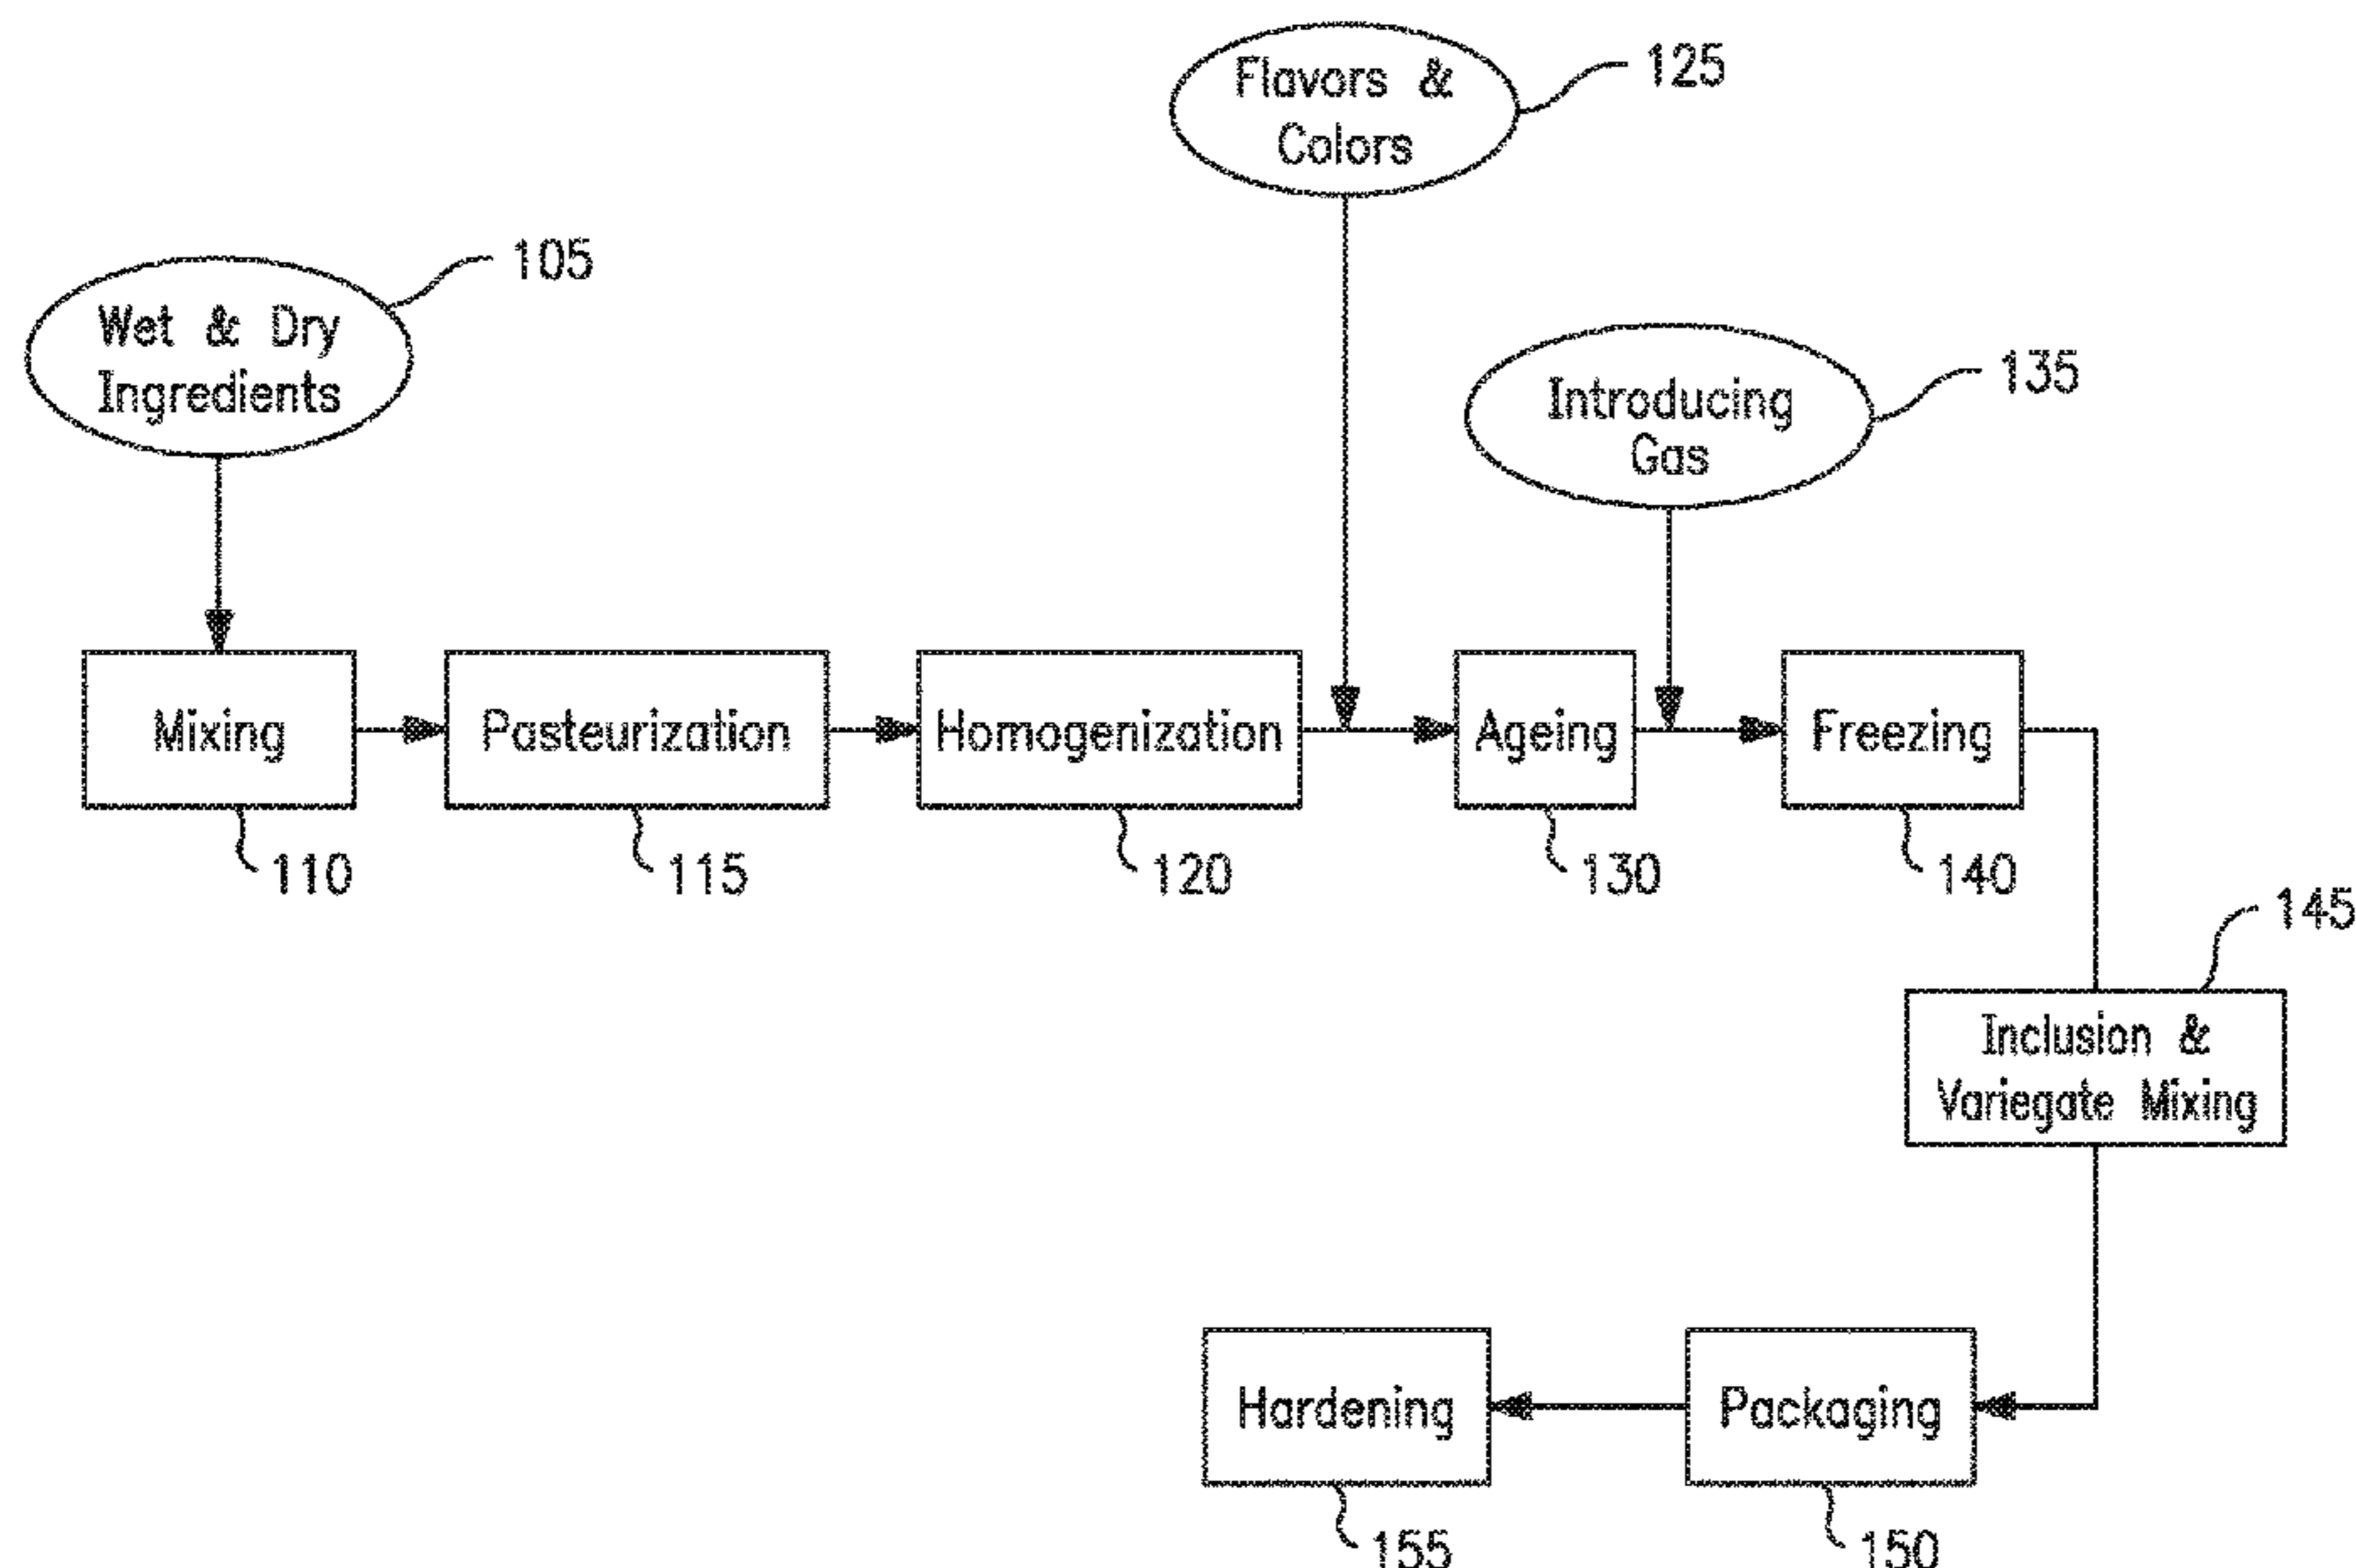 Flavors &
Colors
125
Wet & Dry
Ingredients
105
Introducing
Gas
135
Mixing
Pasteurization
Homogenization
Ageing
Freezing
110
115
120
130
140
145
Inclusion &
Variegate Mixing
Hardening
Packaging
155
150